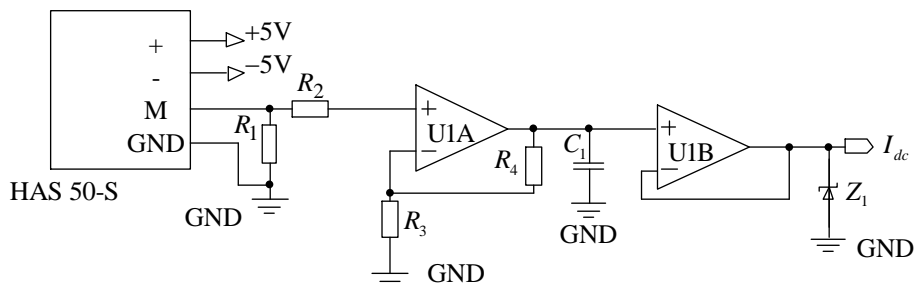 + +5V
- −5V
M
GND
HAS 50-S
R1
GND
R2
+
−
U1A
R3
GND
R4
C1
GND
+
−
U1B
Idc
Z1
GND